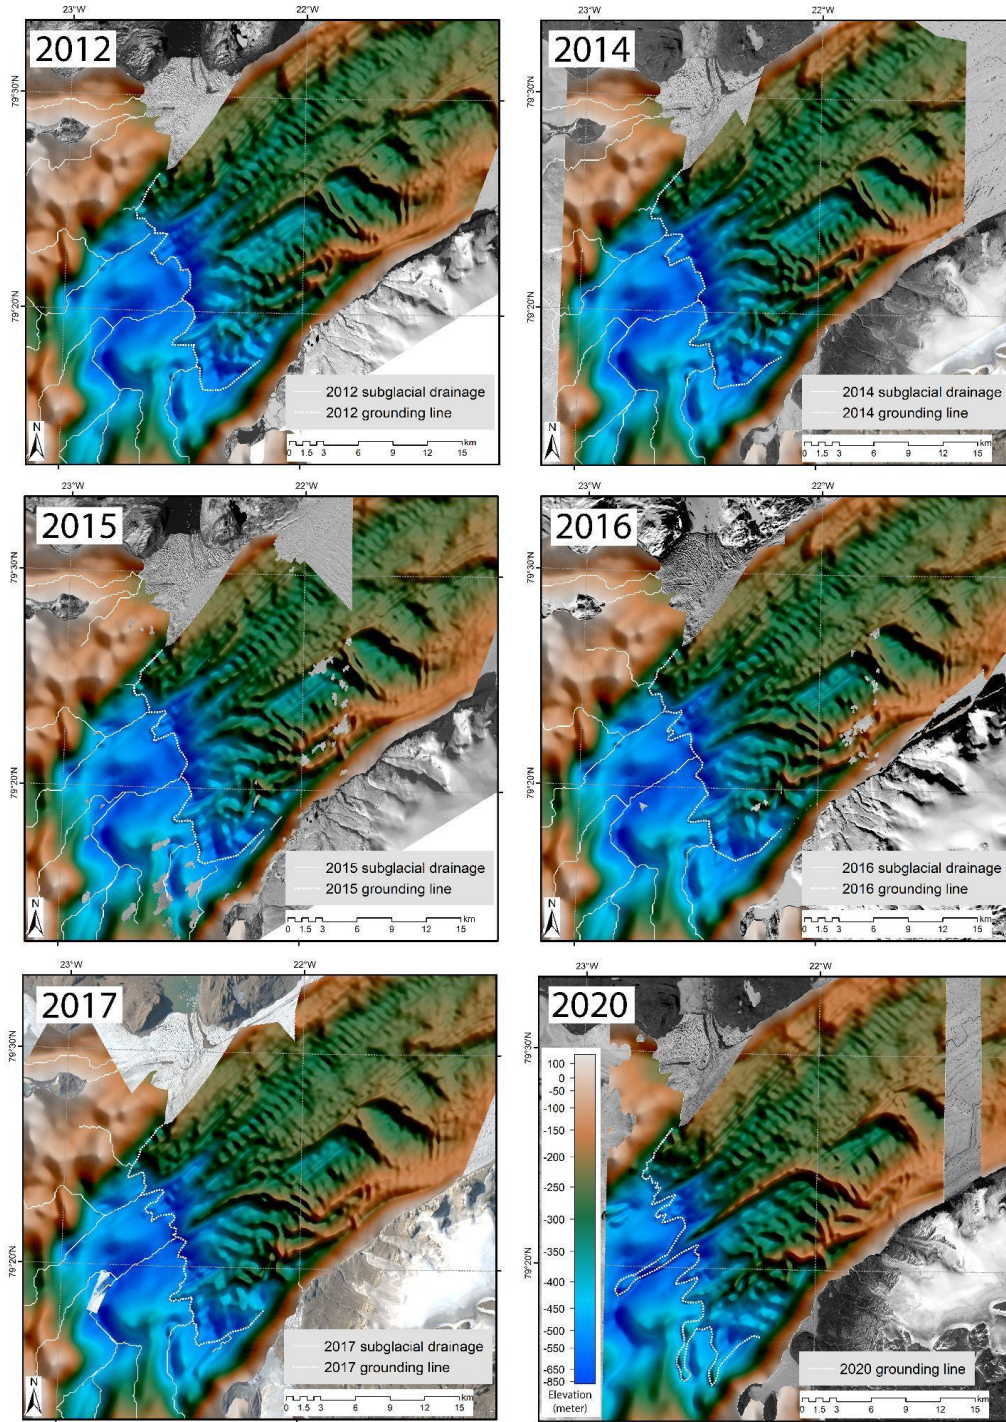 23°W 22°W
2012
79°30'N
79°20'N
2012 subglacial drainage
2012 grounding line
N
km
0 1.5 3 6 9 12 15
23°W 22°W
2014
79°30'N
79°20'N
2014 subglacial drainage
2014 grounding line
N
km
0 1.5 3 6 9 12 15
23°W 22°W
2015
79°30'N
79°20'N
2015 subglacial drainage
2015 grounding line
N
km
0 1.5 3 6 9 12 15
23°W 22°W
2016
79°30'N
79°20'N
2016 subglacial drainage
2016 grounding line
N
km
0 1.5 3 6 9 12 15
23°W 22°W
2017
79°30'N
79°20'N
2017 subglacial drainage
2017 grounding line
N
km
0 1.5 3 6 9 12 15
23°W 22°W
2020
79°30'N
79°20'N
100
0
-50
-100
-150
-200
-250
-300
-350
-400
-450
-500
-550
-650
-850
Elevation
(meter)
2020 grounding line
km
0 1.5 3 6 9 12 15